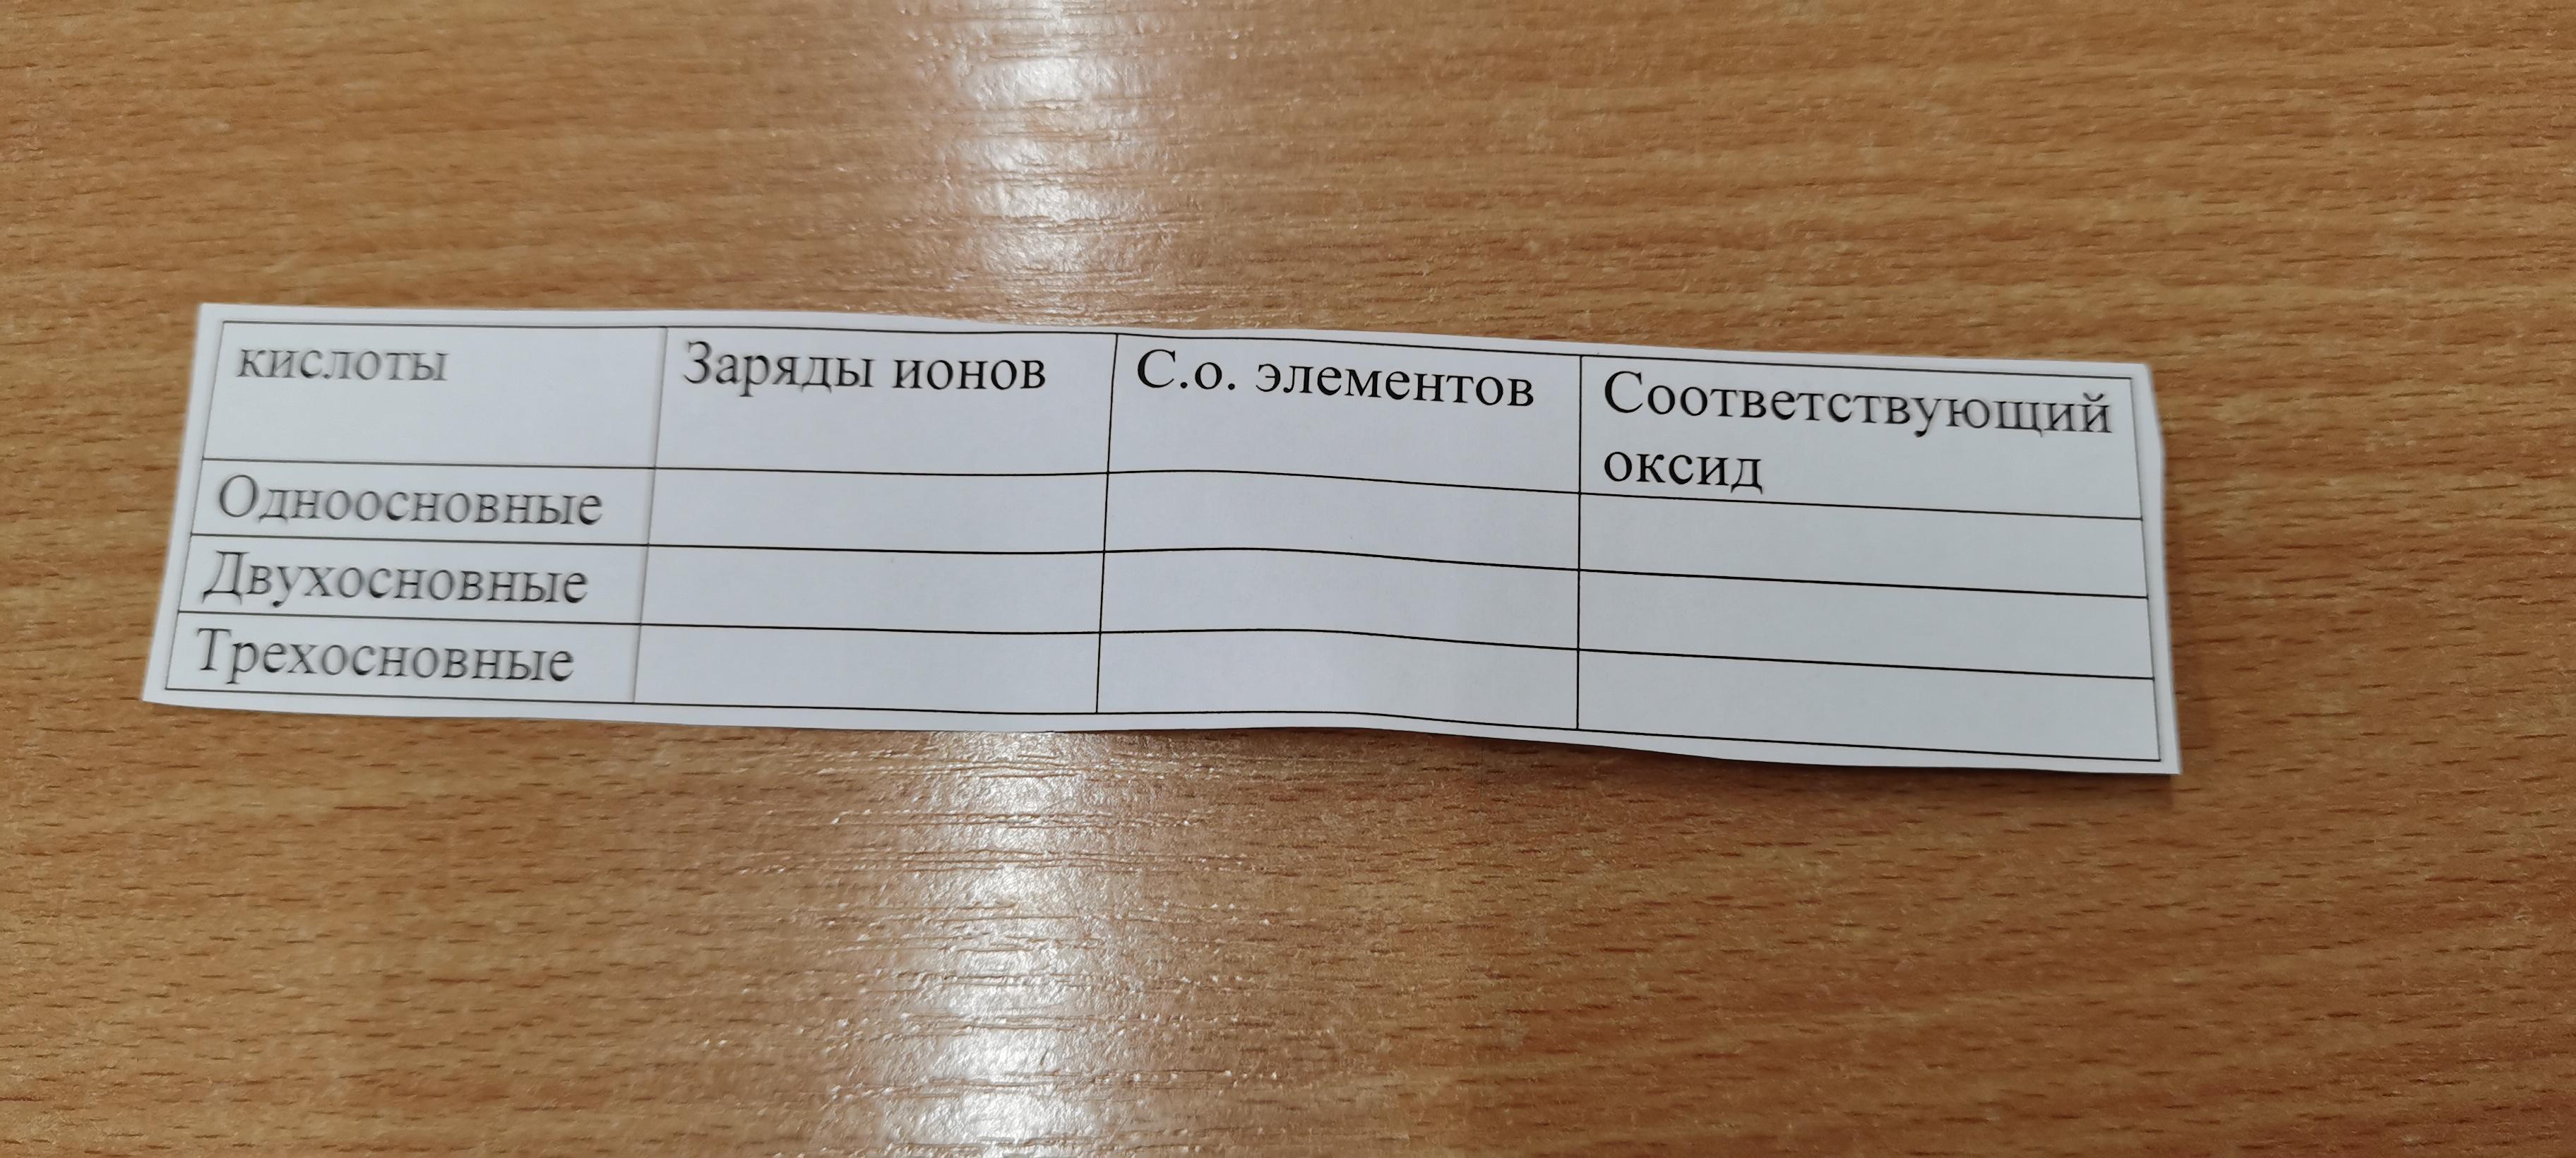 кислоты
Заряды ионов
С.о. элементов
Соответствующий
оксид
Одноосновные
Двухосновные
Трехосновные